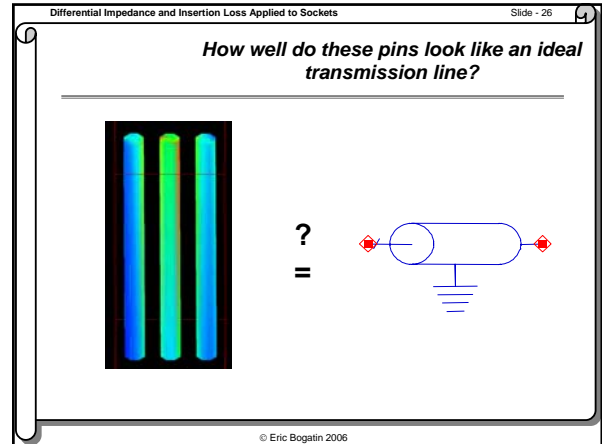 Differential Impedance and Insertion Loss Applied to Sockets Slide - 26
How well do these pins look like an ideal
transmission line?
?
=
© Eric Bogatin 2006